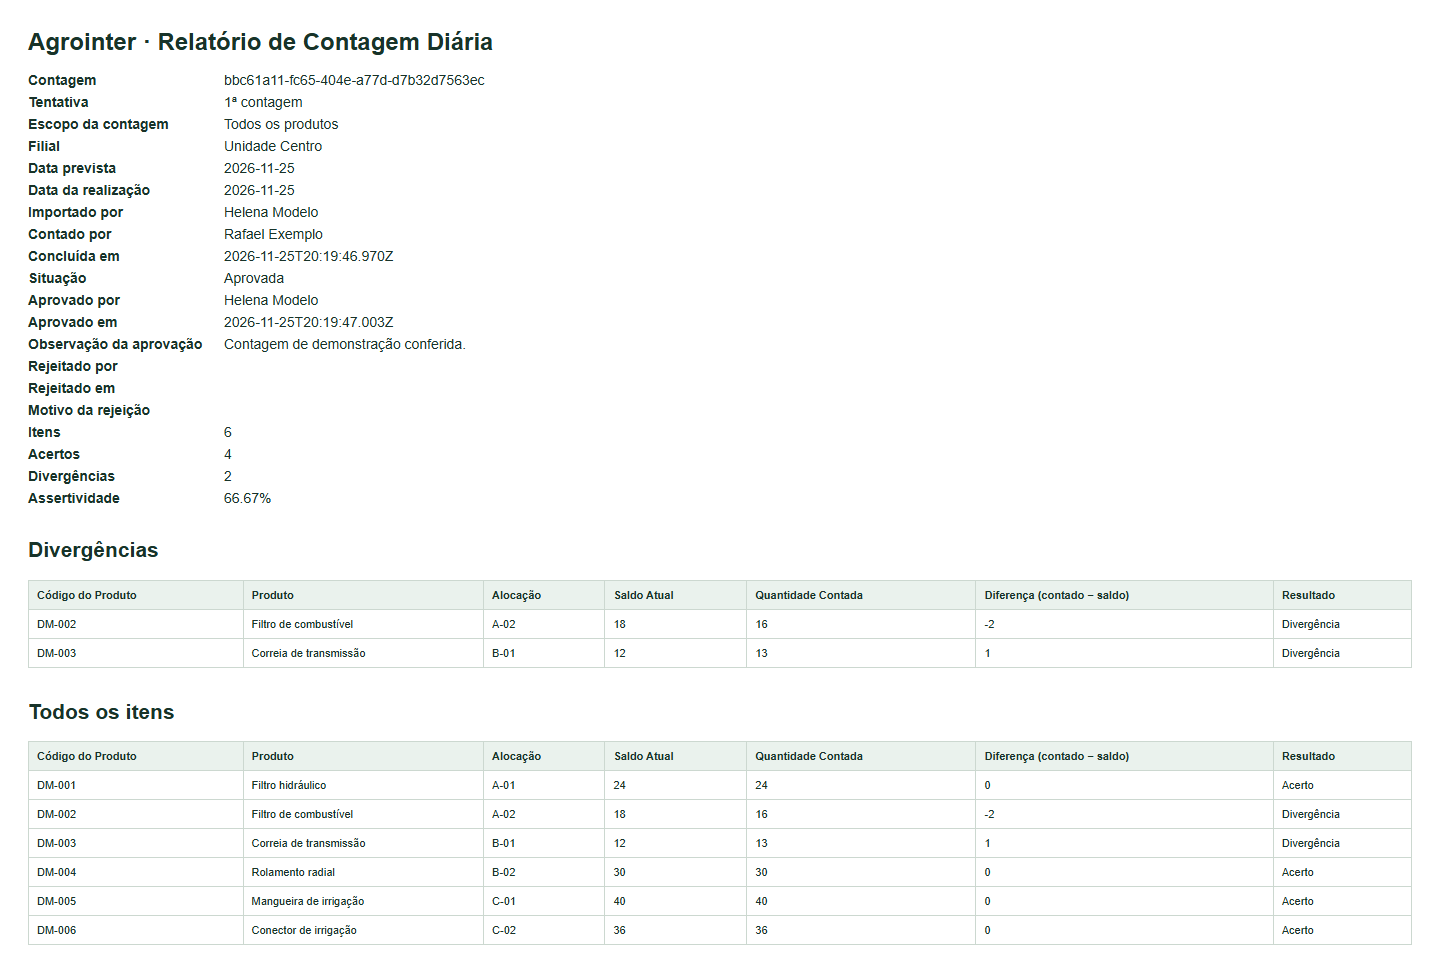 Agrointer · Relatório de Contagem Diária
Contagem bbc61a11-fc65-404e-a77d-d7b32d7563ec
Tentativa 1ª contagem
Escopo da contagem Todos os produtos
Filial Unidade Centro
Data prevista 2026-11-25
Data da realização 2026-11-25
Importado por Helena Modelo
Contado por Rafael Exemplo
Concluída em 2026-11-25T20:19:46.970Z
Situação Aprovada
Aprovado por Helena Modelo
Aprovado em 2026-11-25T20:19:47.003Z
Observação da aprovação Contagem de demonstração conferida.
Rejeitado por
Rejeitado em
Motivo da rejeição
Itens 6
Acertos 4
Divergências 2
Assertividade 66.67%
Divergências
Código do Produto Produto Alocação Saldo Atual Quantidade Contada Diferença (contado – saldo) Resultado
DM-002 Filtro de combustível A-02 18 16 -2 Divergência
DM-003 Correia de transmissão B-01 12 13 1 Divergência
Todos os itens
Código do Produto Produto Alocação Saldo Atual Quantidade Contada Diferença (contado – saldo) Resultado
DM-001 Filtro hidráulico A-01 24 24 0 Acerto
DM-002 Filtro de combustível A-02 18 16 -2 Divergência
DM-003 Correia de transmissão B-01 12 13 1 Divergência
DM-004 Rolamento radial B-02 30 30 0 Acerto
DM-005 Mangueira de irrigação C-01 40 40 0 Acerto
DM-006 Conector de irrigação C-02 36 36 0 Acerto